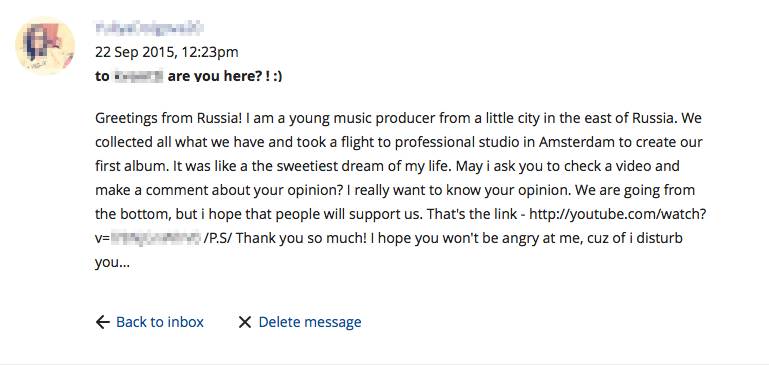 22 Sep 2015, 12:23pm
to are you here? ! :)
Greetings from Russia! I am a young music producer from a little city in the east of Russia. We
collected all what we have and took a flight to professional studio in Amsterdam to create our
first album. It was like a the sweetiest dream of my life. May i ask you to check a video and
make a comment about your opinion? I really want to know your opinion. We are going from
the bottom, but i hope that people will support us. That's the link - http://youtube.com/watch?
v= /P.S/ Thank you so much! I hope you won't be angry at me, cuz of i disturb
you...
Back to inbox Delete message